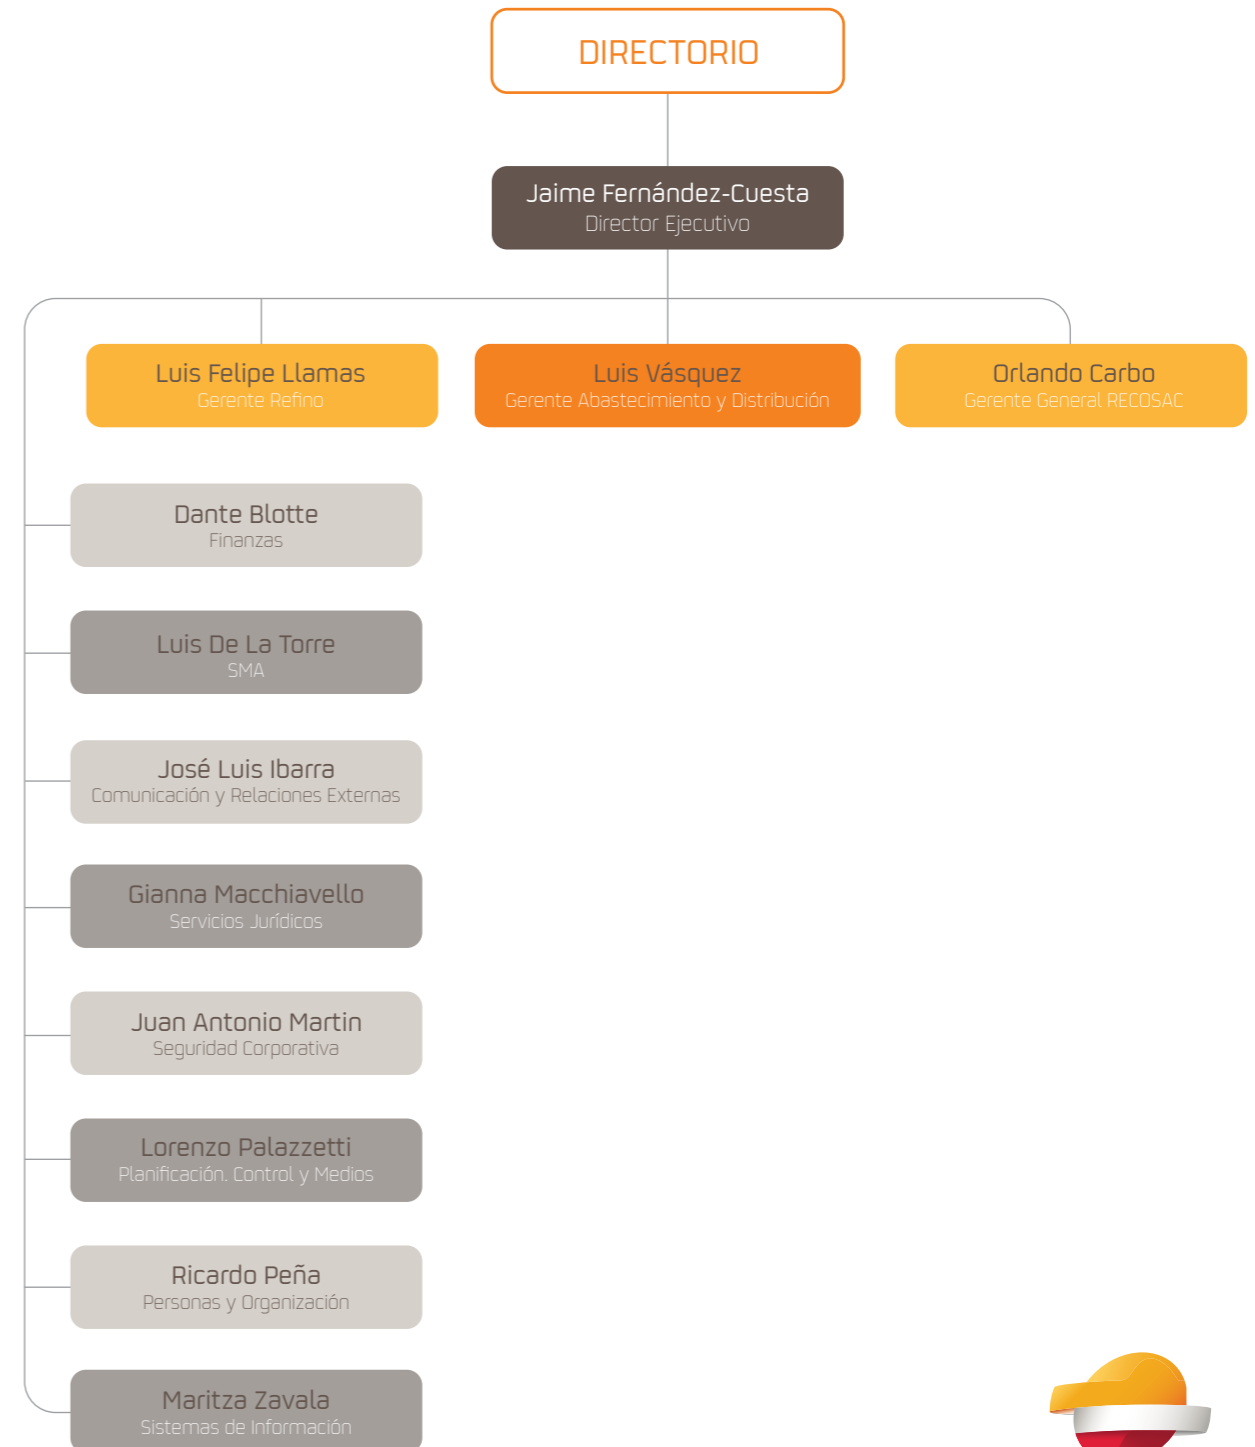 DIRECTORIO
Jaime Fernández-Cuesta
Director Ejecutivo
Luis Felipe Llamas
Gerente Refino
Luis Vásquez
Gerente Abastecimiento y Distribución
Orlando Carbo
Gerente General RECOSAC
Dante Blotte
Finanzas
Luis De La Torre
SMA
José Luis Ibarra
Comunicación y Relaciones Externas
Gianna Macchiavello
Servicios Jurídicos
Juan Antonio Martin
Seguridad Corporativa
Lorenzo Palazzetti
Planificación. Control y Medios
Ricardo Peña
Personas y Organización
Maritza Zavala
Sistemas de Información